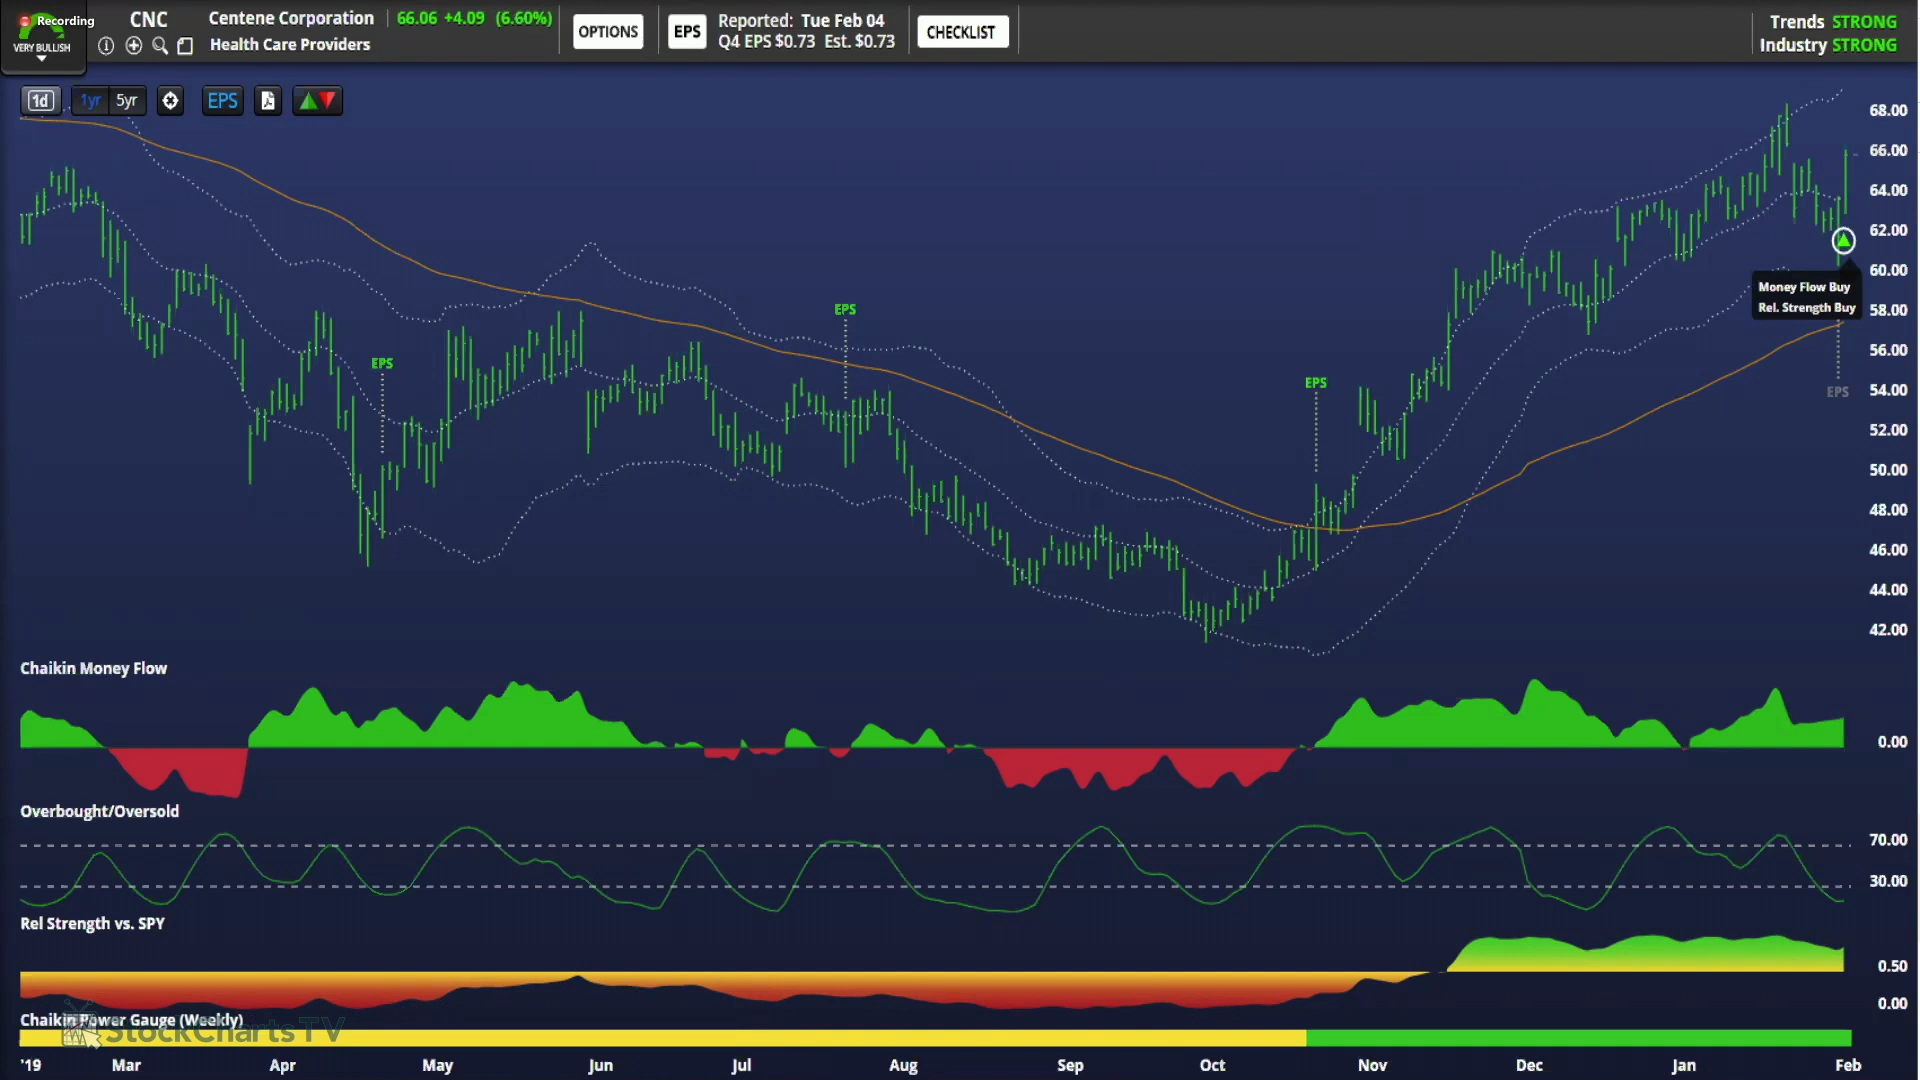 Recording
VERY BULLISH
CNC
Centene Corporation
66.06 +4.09 (6.60%)
Health Care Providers
OPTIONS
EPS
Reported: Tue Feb 04
Q4 EPS $0.73 Est. $0.73
CHECKLIST
Trends STRONG
Industry STRONG
1d
1yr
5yr
EPS
68.00
66.00
64.00
62.00
60.00
58.00
56.00
54.00
52.00
50.00
48.00
46.00
44.00
42.00
EPS
EPS
EPS
Money Flow Buy
Rel. Strength Buy
EPS
Chaikin Money Flow
0.00
Overbought/Oversold
70.00
30.00
Rel Strength vs. SPY
0.50
0.00
Chaikin Power Gauge (Weekly)
StockCharts TV
'19 Mar Apr May Jun Jul Aug Sep Oct Nov Dec Jan Feb